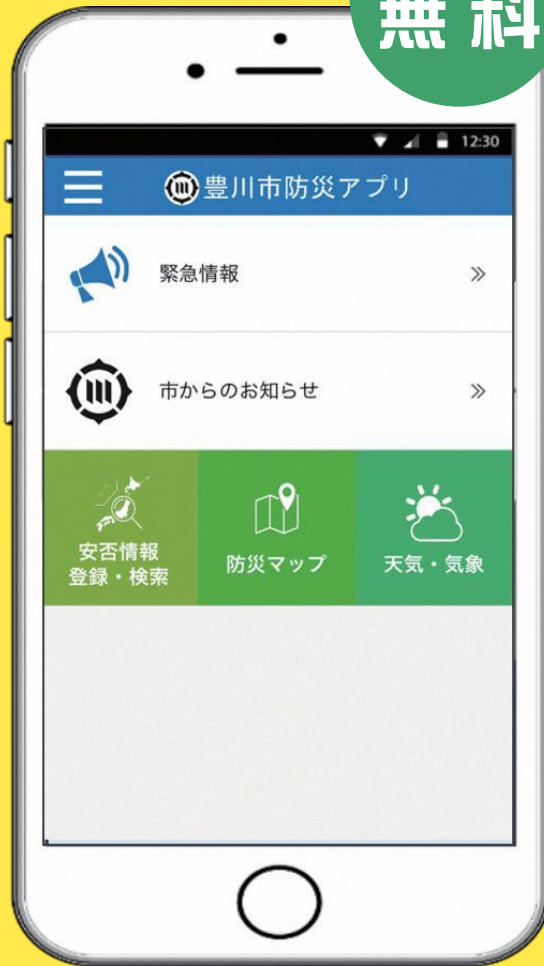 無料
12:30
豊川市防災アプリ
緊急情報
市からのお知らせ
安否情報
登録・検索
防災マップ
天気・気象